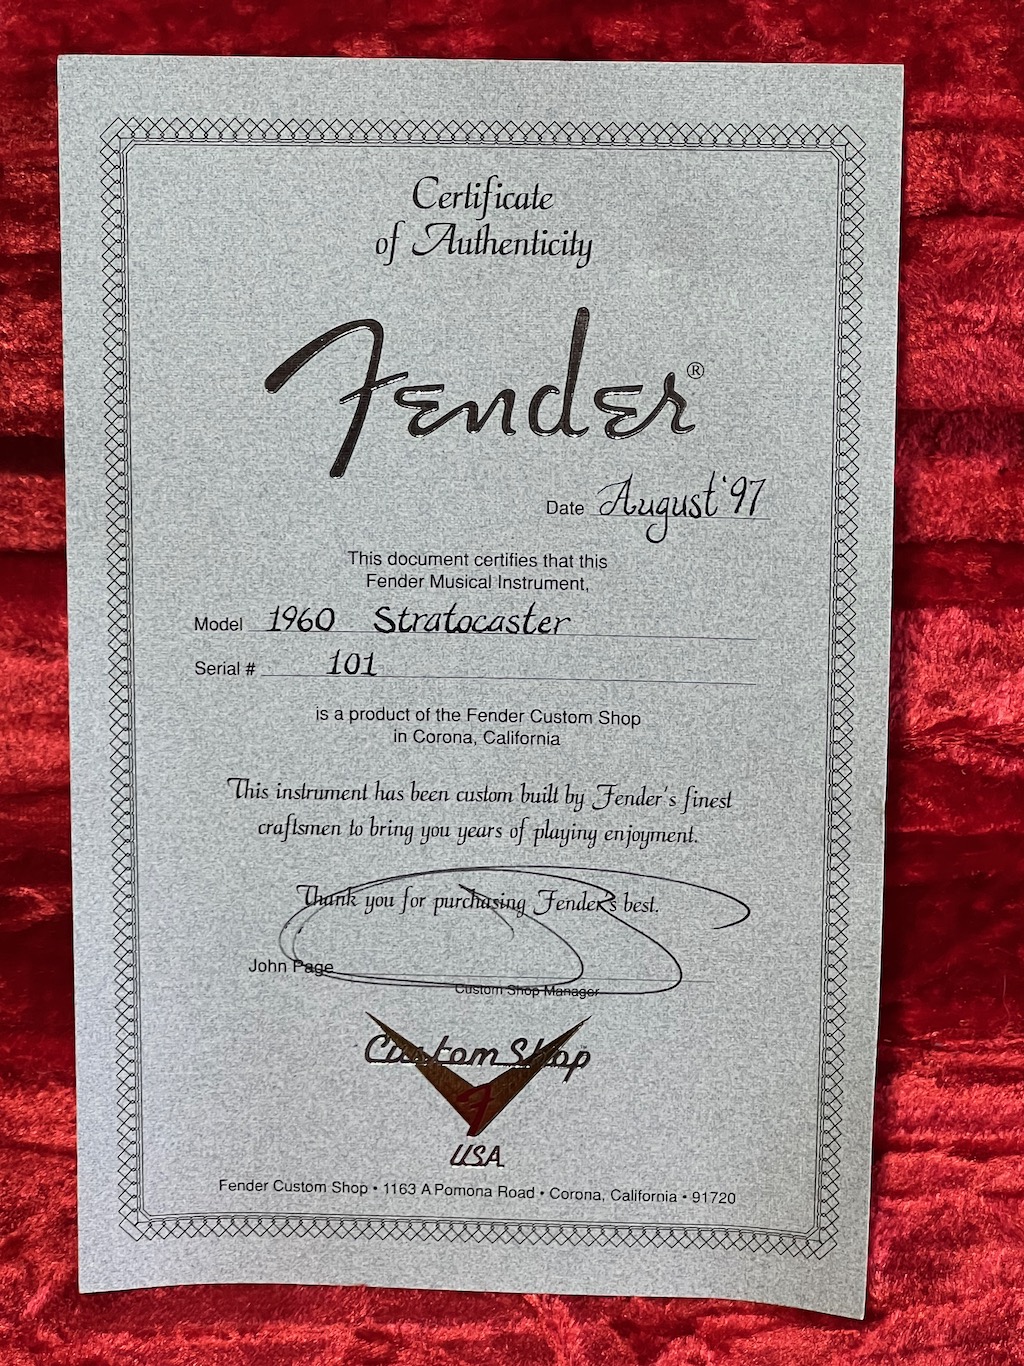 Certificate
of Authenticity
Fender®
Date August '97
This document certifies that this
Fender Musical Instrument,
Model 1960 Stratocaster
Serial # 101
is a product of the Fender Custom Shop
in Corona, California
This instrument has been custom built by Fender's finest
craftsmen to bring you years of playing enjoyment.
Thank you for purchasing Fender's best.
John Page
Custom Shop Manager
Custom Shop
F
USA
Fender Custom Shop • 1163 A Pomona Road • Corona, California • 91720